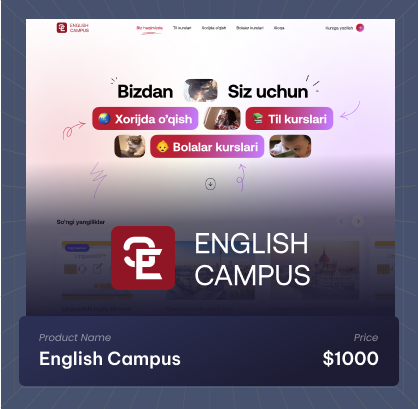 ENGLISH
CAMPUS
Biz haqimizda
Til kurslari
Xorijda o'qish
Bolalar kurslari
Aloqa
Kursga yozilish
Bizdan Siz uchun
Xorijda o'qish
Til kurslari
Bolalar kurslari
So'ngi yangiliklar
ENGLISH
CAMPUS
Product Name
Price
English Campus
$1000